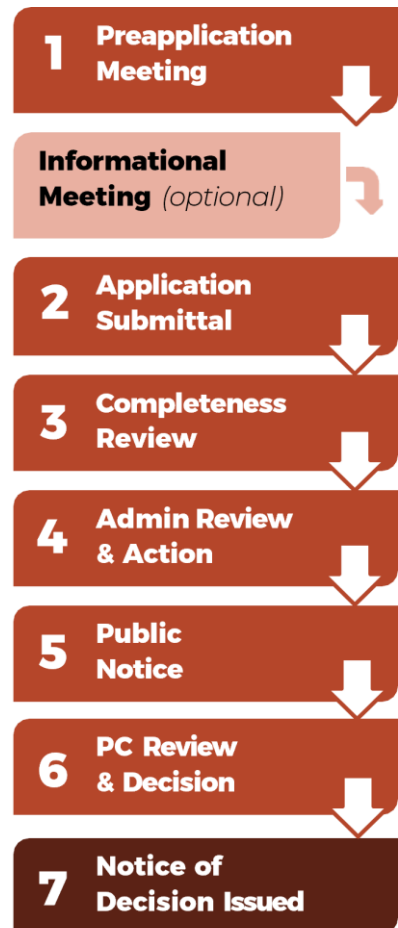 1 Preapplication
Meeting
Informational
Meeting (optional)
2 Application
Submittal
3 Completeness
Review
4 Admin Review
& Action
5 Public
Notice
6 PC Review
& Decision
7 Notice of
Decision Issued